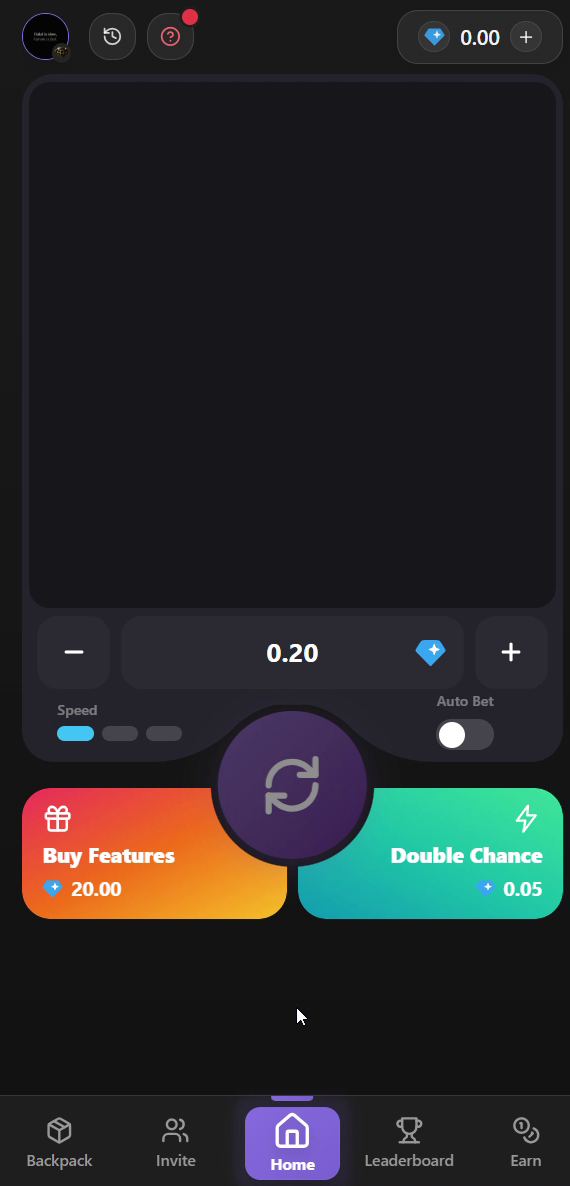 0.00
0.20
Speed
Auto Bet
Buy Features
20.00
Double Chance
0.05
Backpack
Invite
Home
Leaderboard
Earn